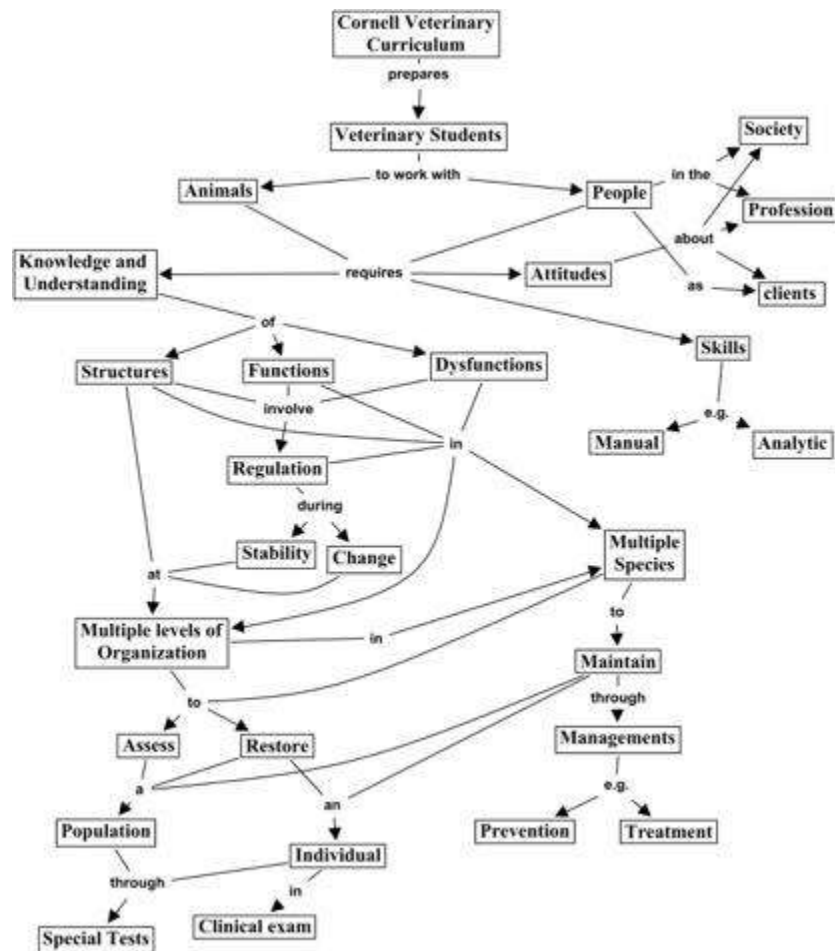 Cornell Veterinary
Curriculum
prepares
Veterinary Students
Society
to work with
in the
Animals
People
Profession
about
Knowledge and
Understanding
requires
Attitudes
as
clients
of
Skills
Structures
Functions
Dysfunctions
involve
e.g.
in
Manual
Analytic
Regulation
during
Stability
Change
Multiple
Species
at
to
Multiple levels of
Organization
in
Maintain
to
through
Assess
Restore
Managements
a
e.g.
an
Population
Prevention
Treatment
Individual
through
in
Clinical exam
Special Tests